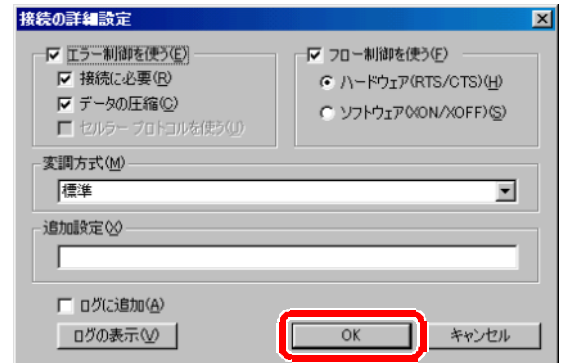 接続の詳細設定
エラー制御を使う(E)
接続に必要(R)
データの圧縮(C)
セルラー プロトコルを使う(U)
フロー制御を使う(F)
ハードウェア(RTS/CTS)(H)
ソフトウェア(XON/XOFF)(S)
変調方式(M)
標準
追加設定(X)
ログに追加(A)
ログの表示(V)
OK
キャンセル